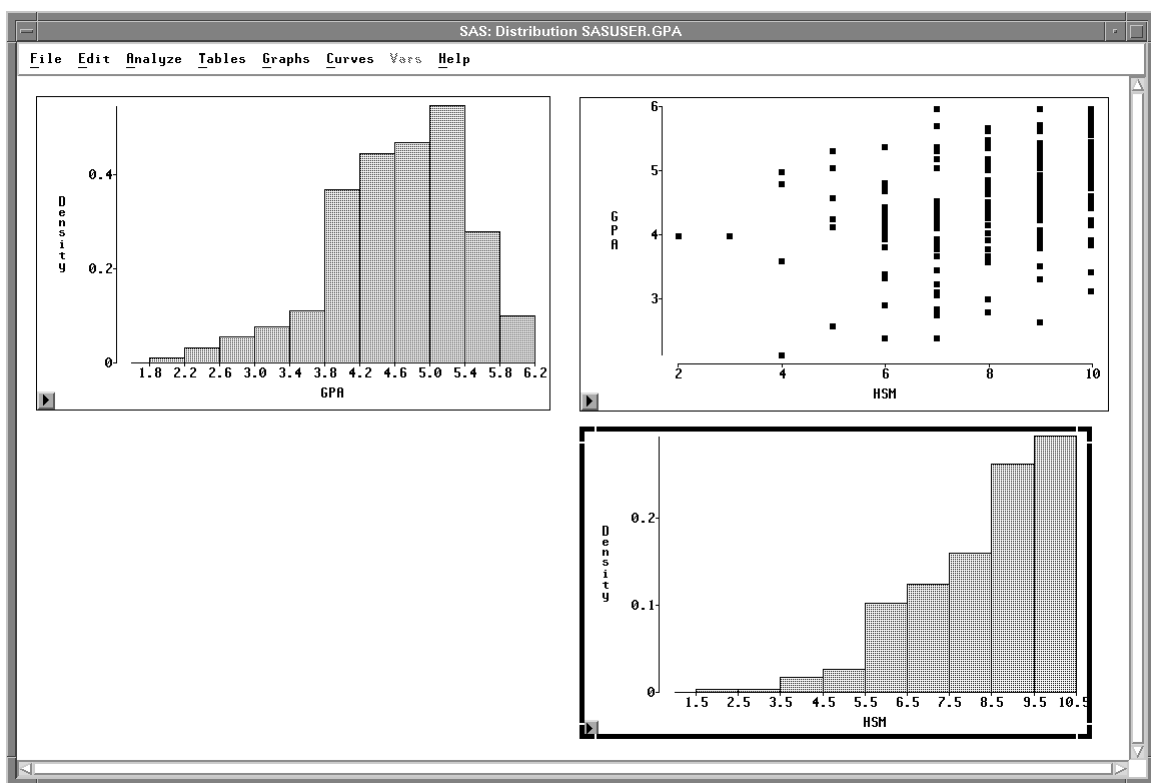 SAS: Distribution SASUSER.GPA
File Edit Analyze Tables Graphs Curves Vars Help
Density
0.4
0.2
0
1.8 2.2 2.6 3.0 3.4 3.8 4.2 4.6 5.0 5.4 5.8 6.2
GPA
GPA
6
5
4
3
2 4 6 8 10
HSM
Density
0.2
0.1
0
1.5 2.5 3.5 4.5 5.5 6.5 7.5 8.5 9.5 10.5
HSM